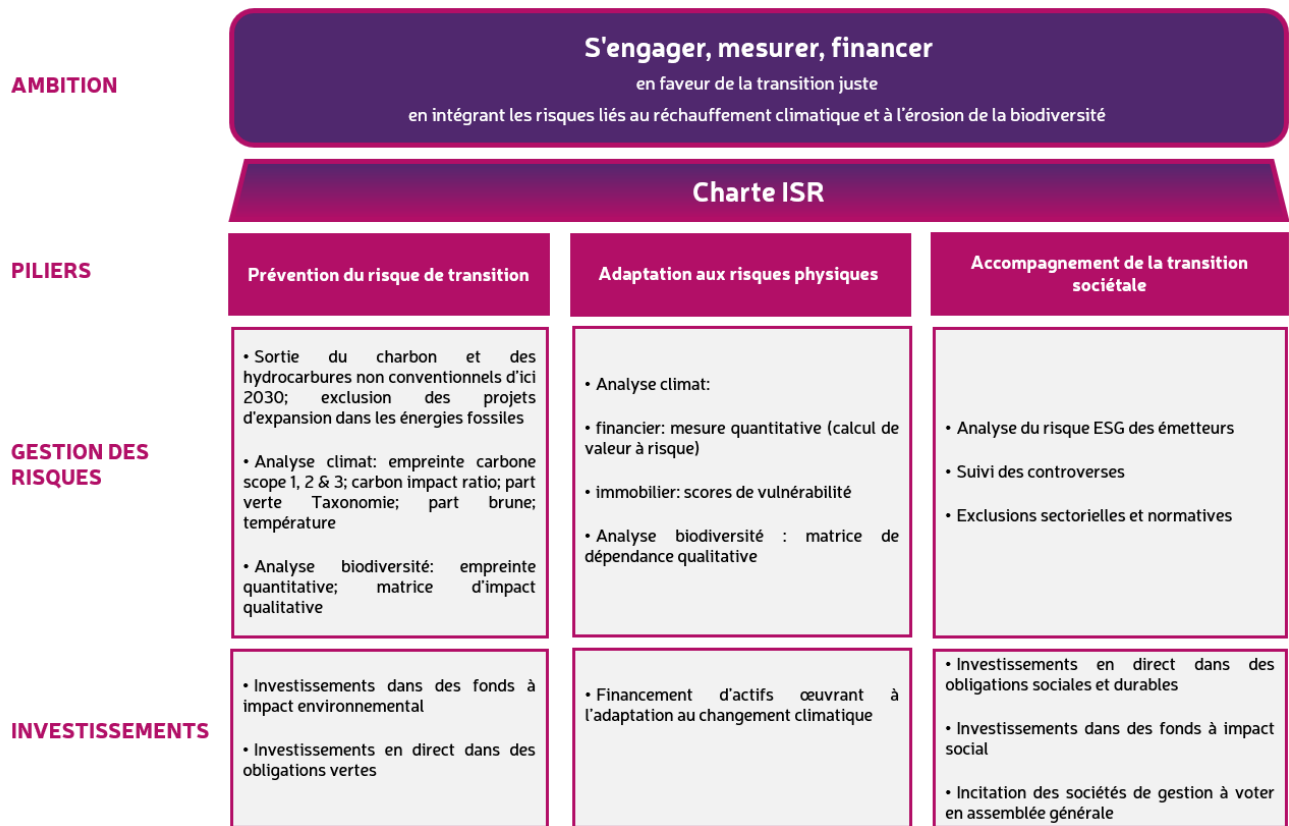 AMBITION
S'engager, mesurer, financer
en faveur de la transition juste
en intégrant les risques liés au réchauffement climatique et à l'érosion de la biodiversité
Charte ISR
PILIERS
Prévention du risque de transition
Adaptation aux risques physiques
Accompagnement de la transition
sociétale
GESTION DES
RISQUES
• Sortie du charbon et des
hydrocarbures non conventionnels d'ici
2030; exclusion des projets
d'expansion dans les énergies fossiles
• Analyse climat: empreinte carbone
scope 1, 2 & 3; carbon impact ratio; part
verte Taxonomie; part brune;
température
• Analyse biodiversité: empreinte
quantitative; matrice d'impact
qualitative
• Analyse climat:
• financier: mesure quantitative (calcul de
valeur à risque)
• immobilier: scores de vulnérabilité
• Analyse biodiversité : matrice de
dépendance qualitative
• Analyse du risque ESG des émetteurs
• Suivi des controverses
• Exclusions sectorielles et normatives
INVESTISSEMENTS
• Investissements dans des fonds à
impact environnemental
• Investissements en direct dans des
obligations vertes
• Financement d'actifs œuvrant à
l'adaptation au changement climatique
• Investissements en direct dans des
obligations sociales et durables
• Investissements dans des fonds à impact
social
• Incitation des sociétés de gestion à voter
en assemblée générale